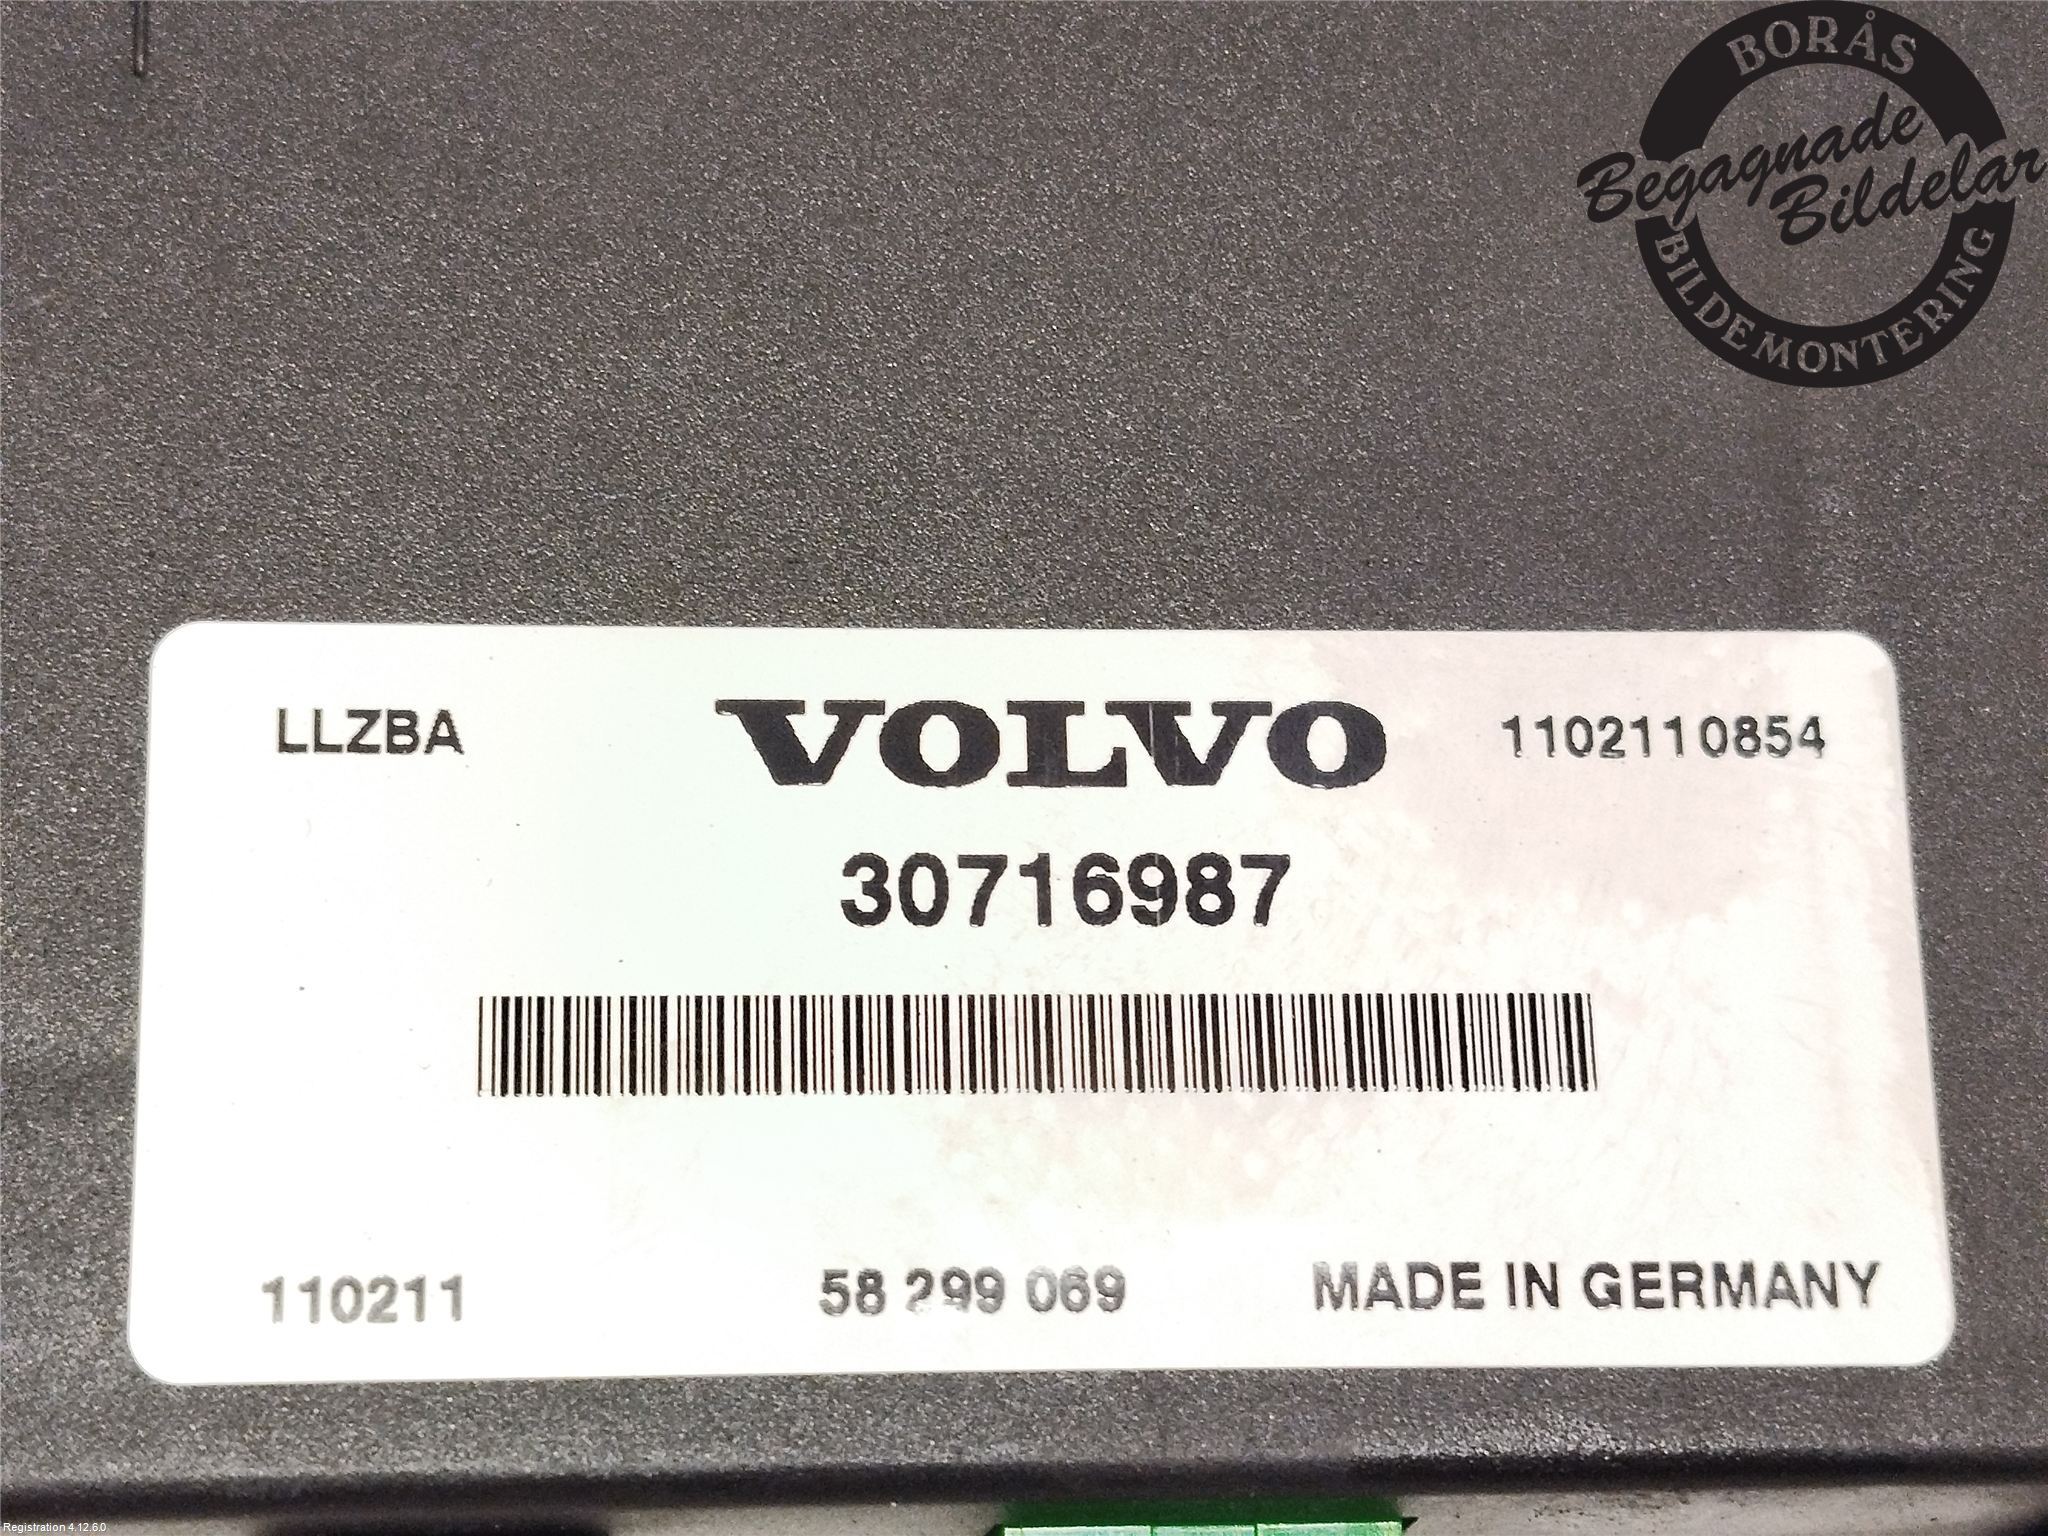 BORÅS
Begagnade
Bildelar
BILDEMONTERING
LLZBA VOLVO 1102110854
30716987
110211 58 299 069 MADE IN GERMANY
Registration 4.12.6.0